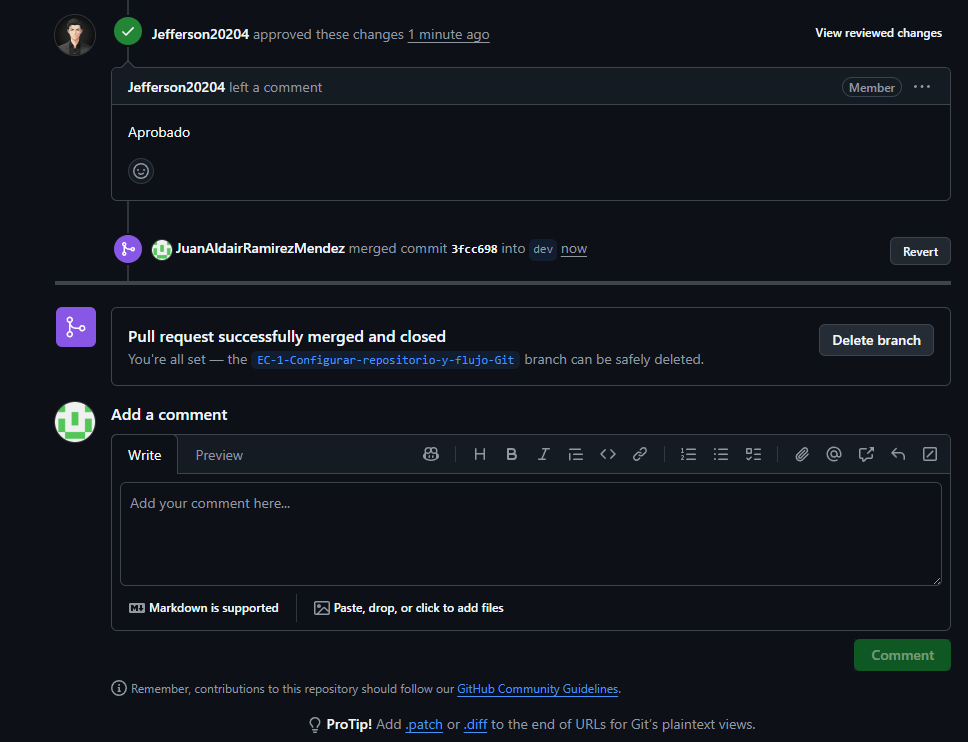 Jefferson20204 approved these changes 1 minute ago
View reviewed changes
Jefferson20204 left a comment
Member
Aprobado
JuanAldairRamirezMendez merged commit 3fcc698 into dev now
Revert
Pull request successfully merged and closed
You're all set — the EC-1-Configurar-repositorio-y-flujo-Git branch can be safely deleted.
Delete branch
Add a comment
Write
Preview
Add your comment here...
Markdown is supported
Paste, drop, or click to add files
Comment
Remember, contributions to this repository should follow our GitHub Community Guidelines.
ProTip! Add .patch or .diff to the end of URLs for Git's plaintext views.